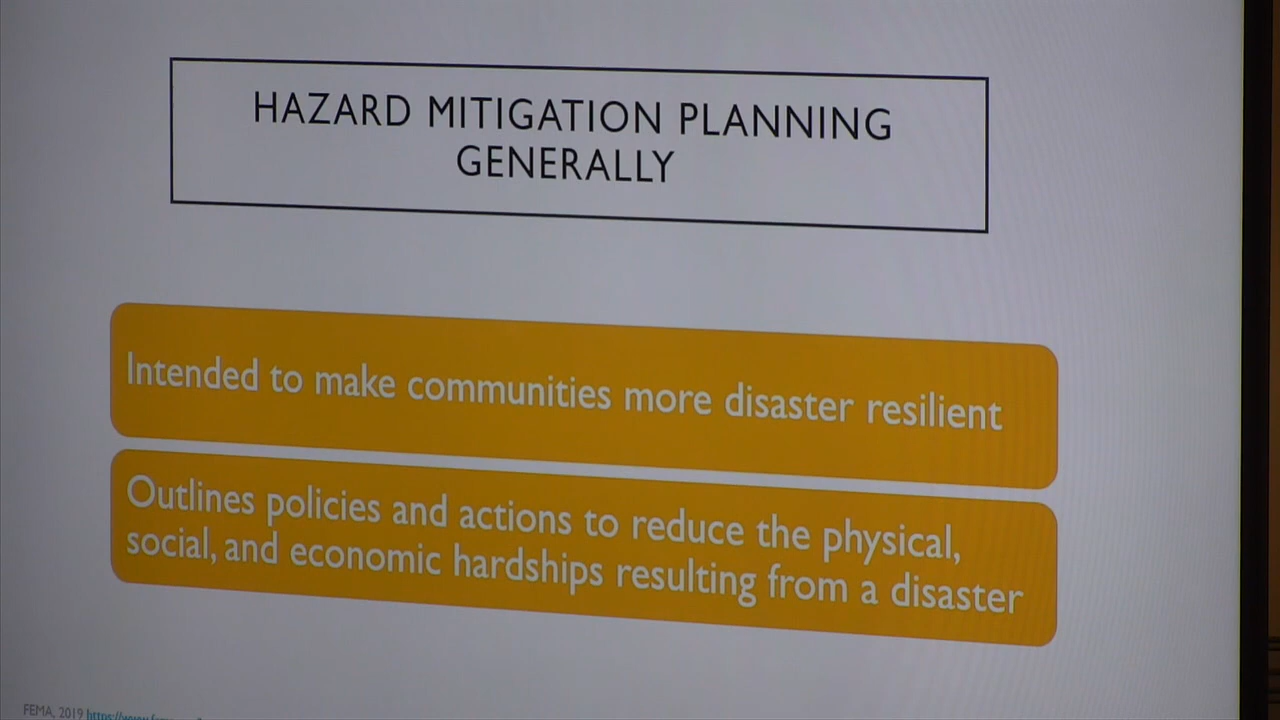 HAZARD MITIGATION PLANNING
GENERALLY
Intended to make communities more disaster resilient
Outlines policies and actions to reduce the physical,
social, and economic hardships resulting from a disaster
FEMA, 2019